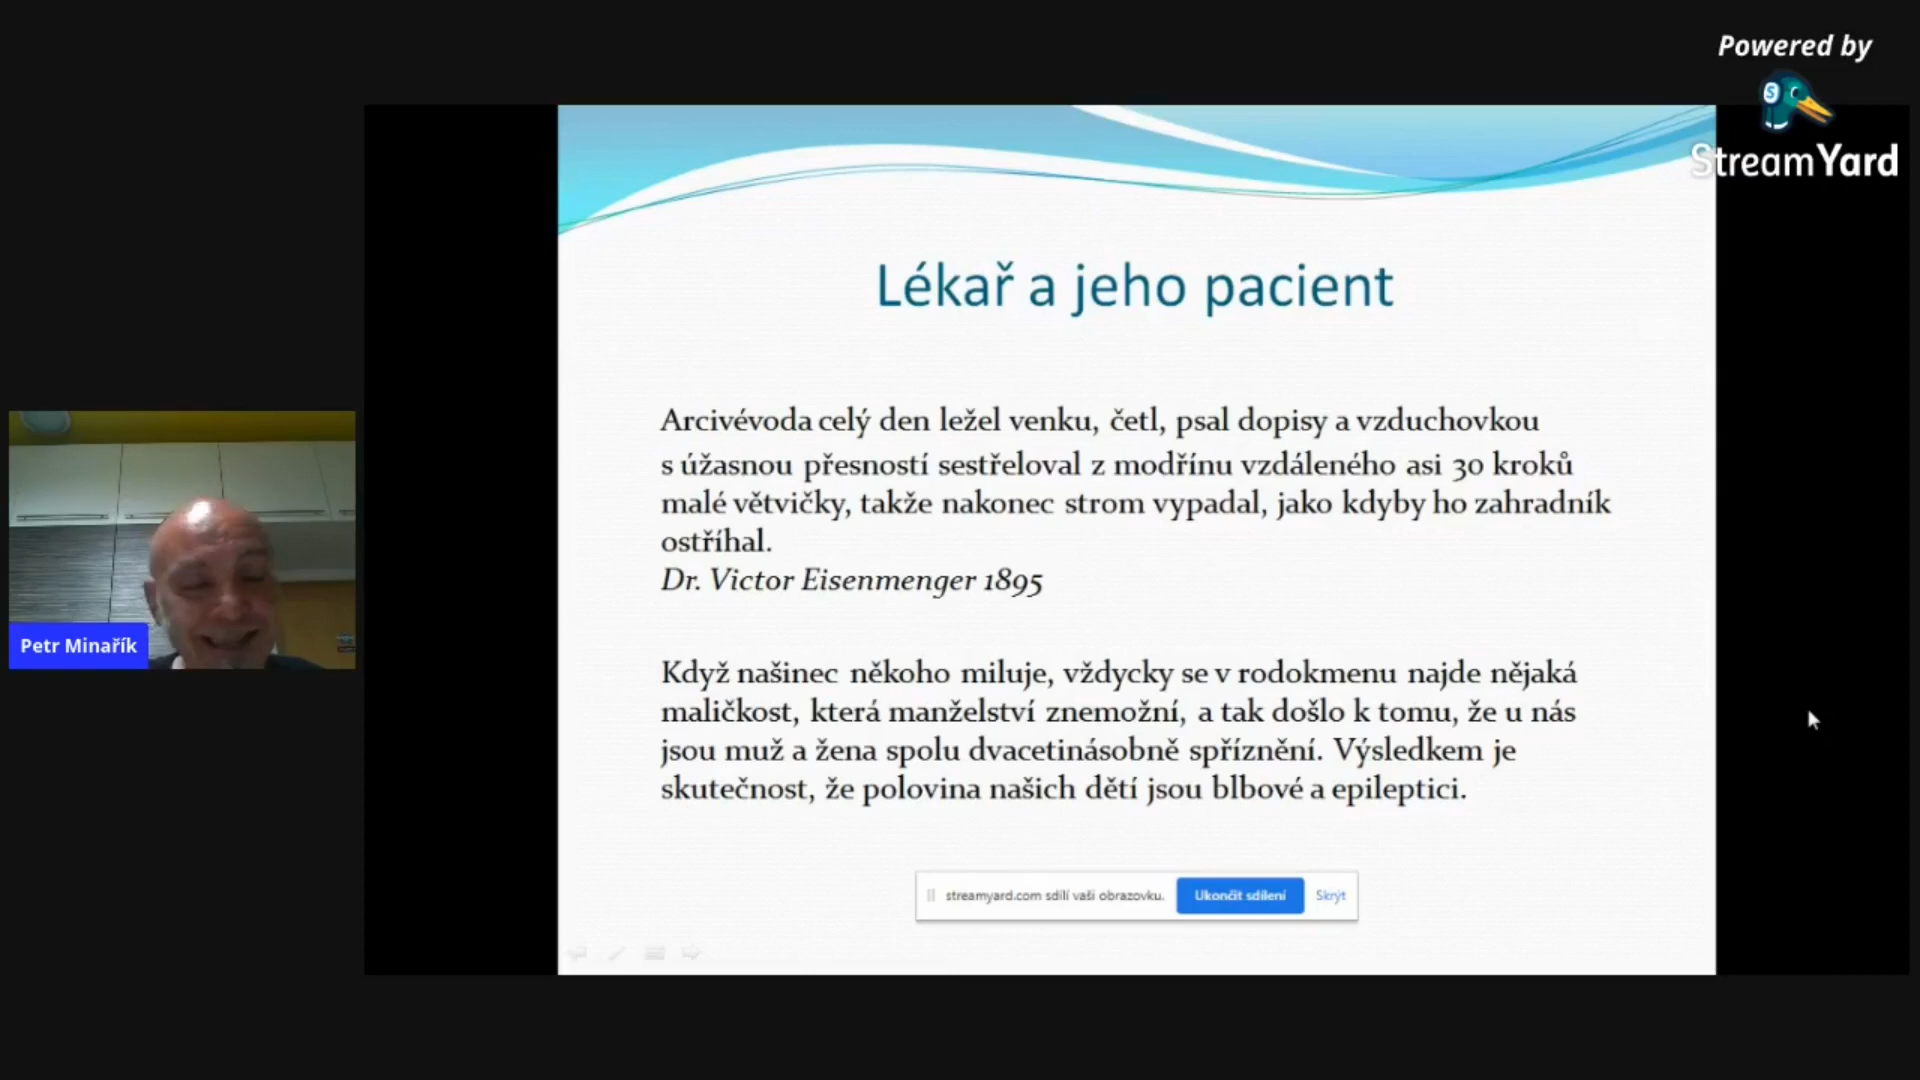 Powered by
StreamYard
Lékař a jeho pacient
Arcivévoda celý den ležel venku, četl, psal dopisy a vzduchovkou
s úžasnou přesností sestřeloval z modřínu vzdáleného asi 30 kroků
malé větvičky, takže nakonec strom vypadal, jako kdyby ho zahradník
ostříhal.
Dr. Victor Eisenmenger 1895
Když našinec někoho miluje, vždycky se v rodokmenu najde nějaká
maličkost, která manželství znemožní, a tak došlo k tomu, že u nás
jsou muž a žena spolu dvacetinásobně spříznění. Výsledkem je
skutečnost, že polovina našich dětí jsou blbové a epileptici.
Petr Minařík
streamyard.com sdílí vaši obrazovku. Ukončit sdílení Skrýt